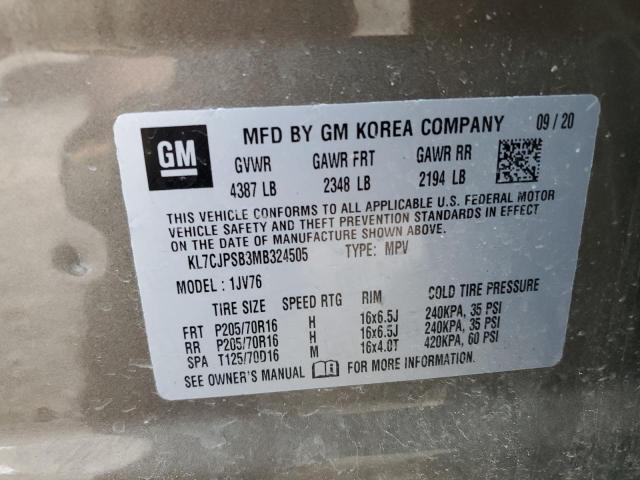 GM MFD BY GM KOREA COMPANY 09/20
GVWR GAWR FRT GAWR RR
4387 LB 2348 LB 2194 LB
THIS VEHICLE CONFORMS TO ALL APPLICABLE U.S. FEDERAL MOTOR
VEHICLE SAFETY AND THEFT PREVENTION STANDARDS IN EFFECT
ON THE DATE OF MANUFACTURE SHOWN ABOVE.
KL7CJPSB3MB324505 TYPE: MPV
MODEL: 1JV76
TIRE SIZE SPEED RTG RIM COLD TIRE PRESSURE
FRT P205/70R16 H 16x6.5J 240KPA, 35 PSI
RR P205/70R16 H 16x6.5J 240KPA, 35 PSI
SPA T125/70D16 M 16x4.0T 420KPA, 60 PSI
SEE OWNER'S MANUAL FOR MORE INFORMATION.